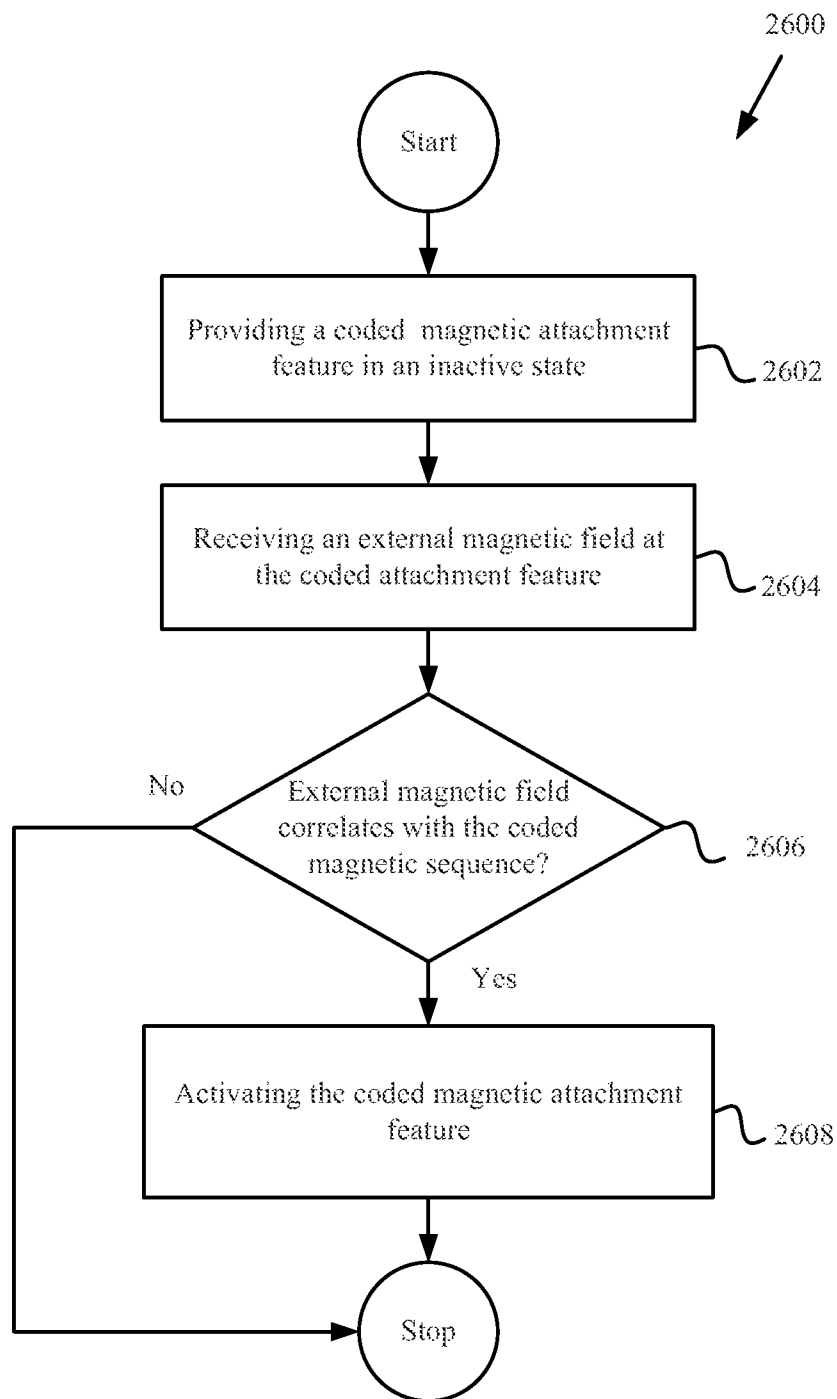 2600
Start
Providing a coded magnetic attachment
feature in an inactive state
2602
Receiving an external magnetic field at
the coded attachment feature
2604
No
External magnetic field
correlates with the coded
magnetic sequence?
2606
Yes
Activating the coded magnetic attachment
feature
2608
Stop